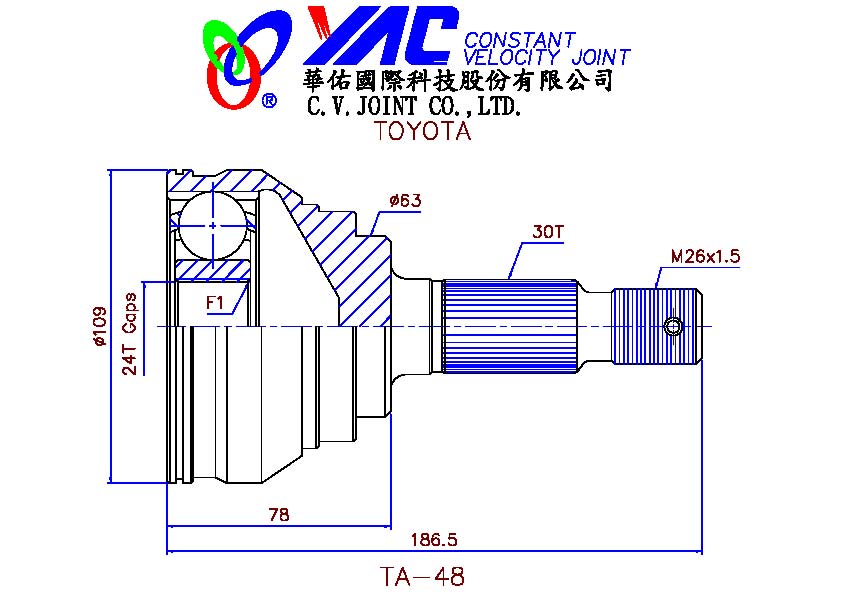 YAC CONSTANT
VELOCITY JOINT
®
華佑國際科技股份有限公司
C.V.JOINT CO.,LTD.
TOYOTA
ø63
30T
M26x1.5
F1
ø109
24T Gaps
78
186.5
TA-48